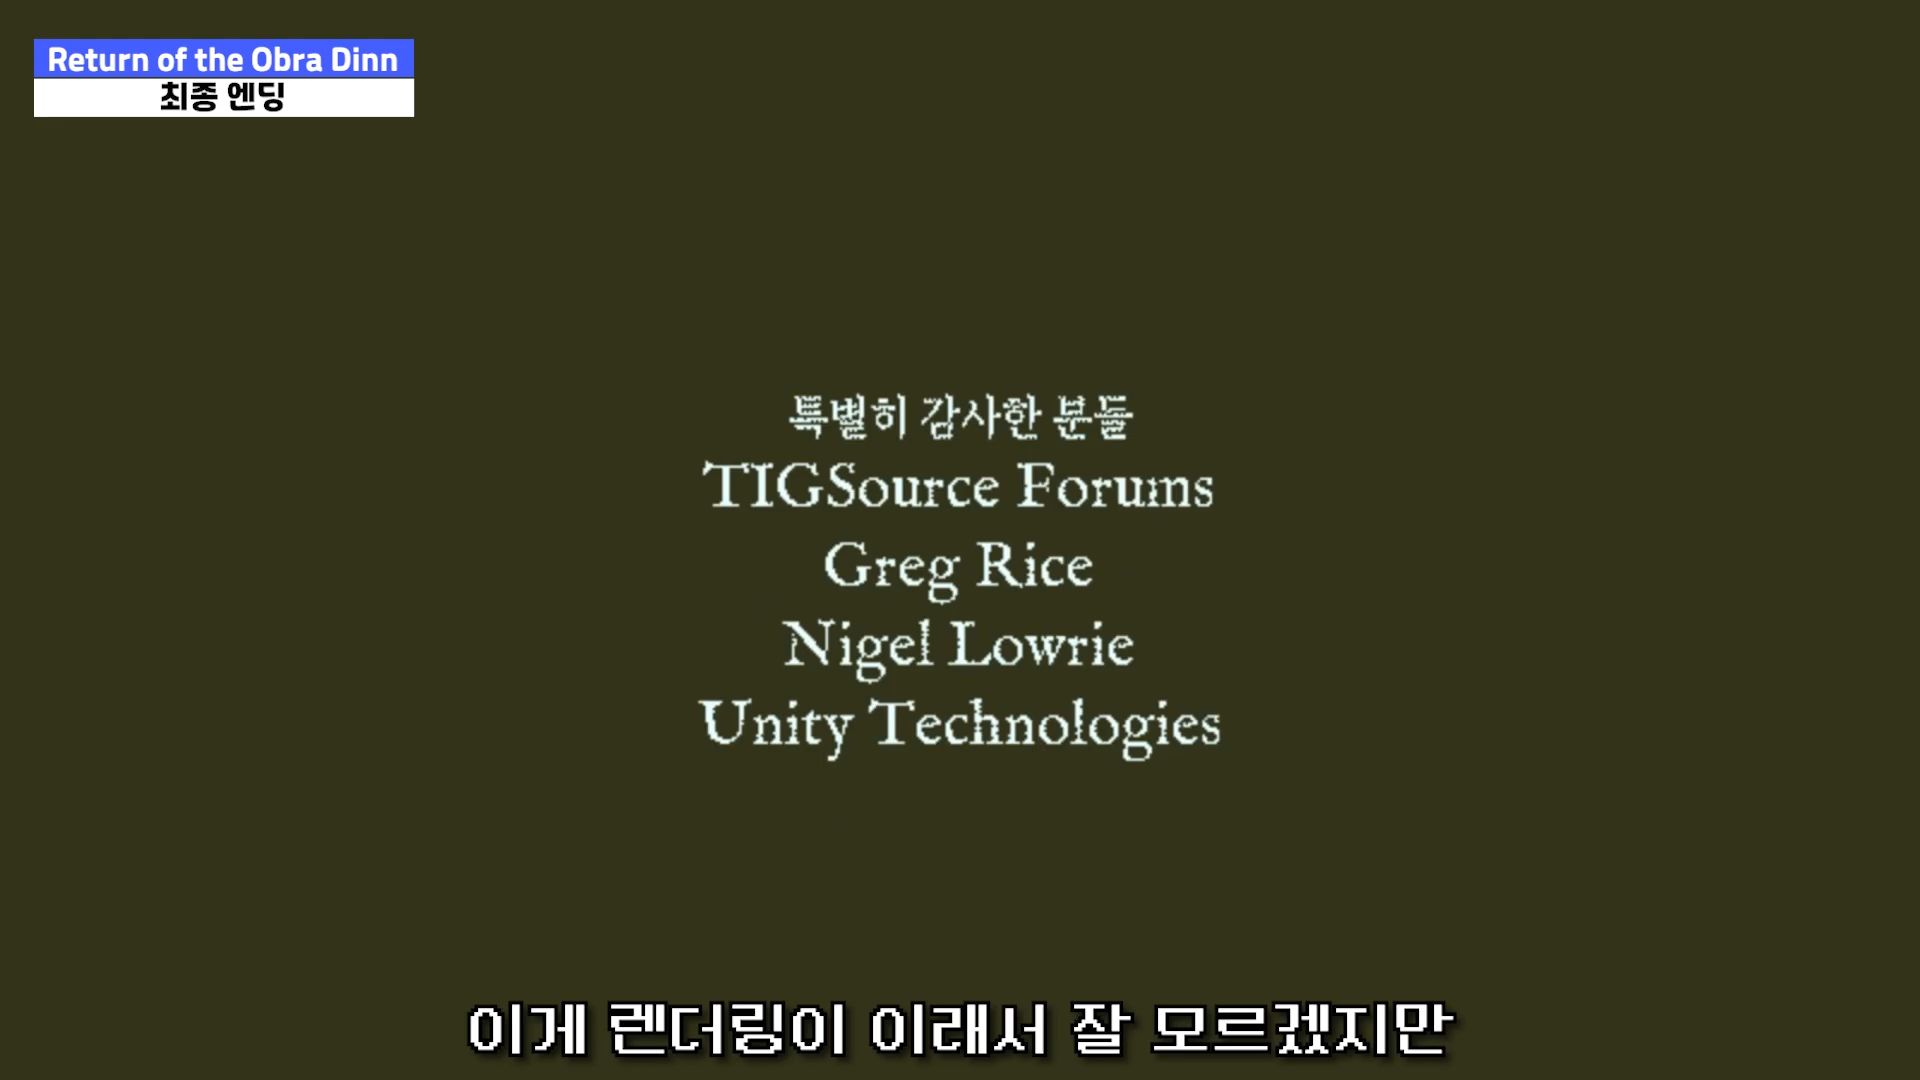 Return of the Obra Dinn
최종 엔딩
특별히 감사한 분들
TIGSource Forums
Greg Rice
Nigel Lowrie
Unity Technologies
이게 렌더링이 이래서 잘 모르겠지만